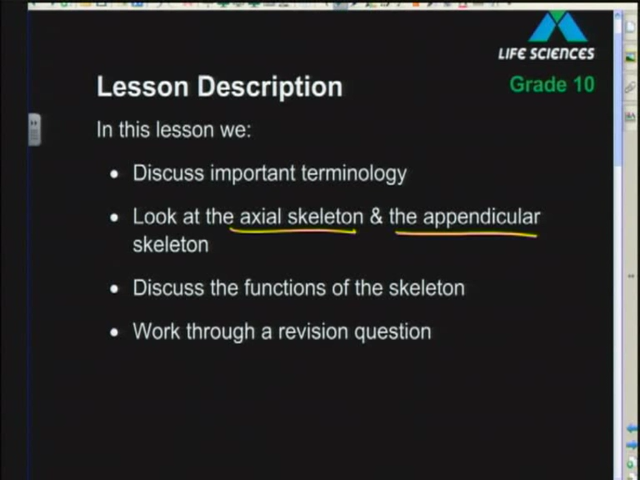 LIFE SCIENCES
Lesson Description
Grade 10
In this lesson we:
• Discuss important terminology
• Look at the axial skeleton & the appendicular
skeleton
• Discuss the functions of the skeleton
• Work through a revision question